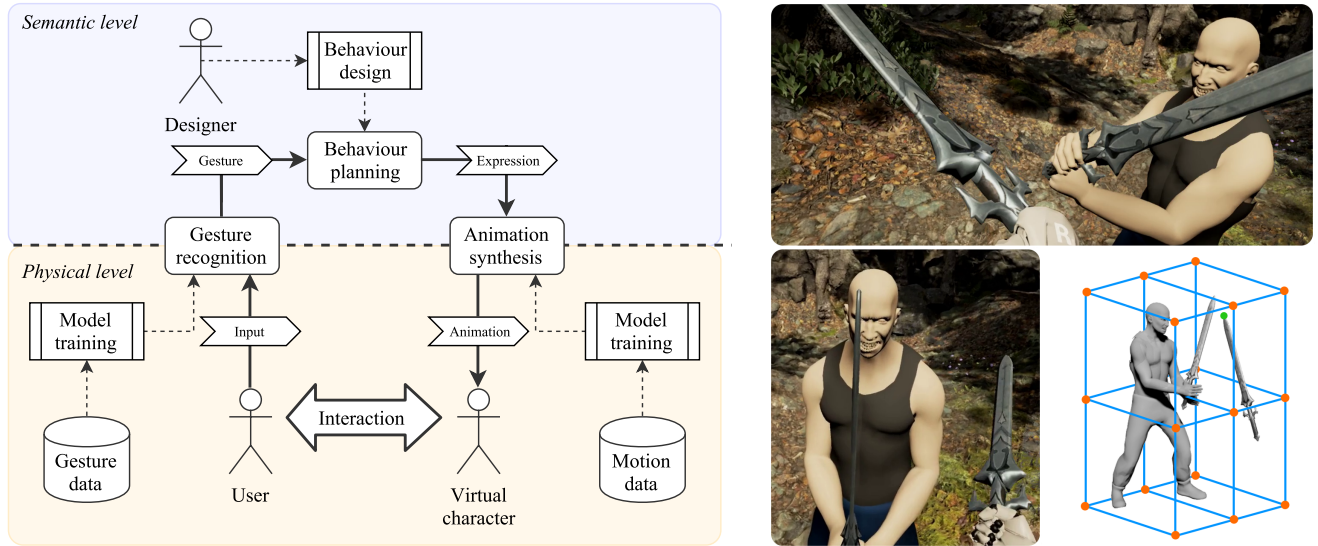 Semantic level
Behaviour
design
Designer
Gesture
Behaviour
planning
Expression
Gesture
recognition
Animation
synthesis
Physical level
Model
training
Input
Animation
Model
training
Interaction
Gesture
data
Motion
data
User
Virtual
character
R